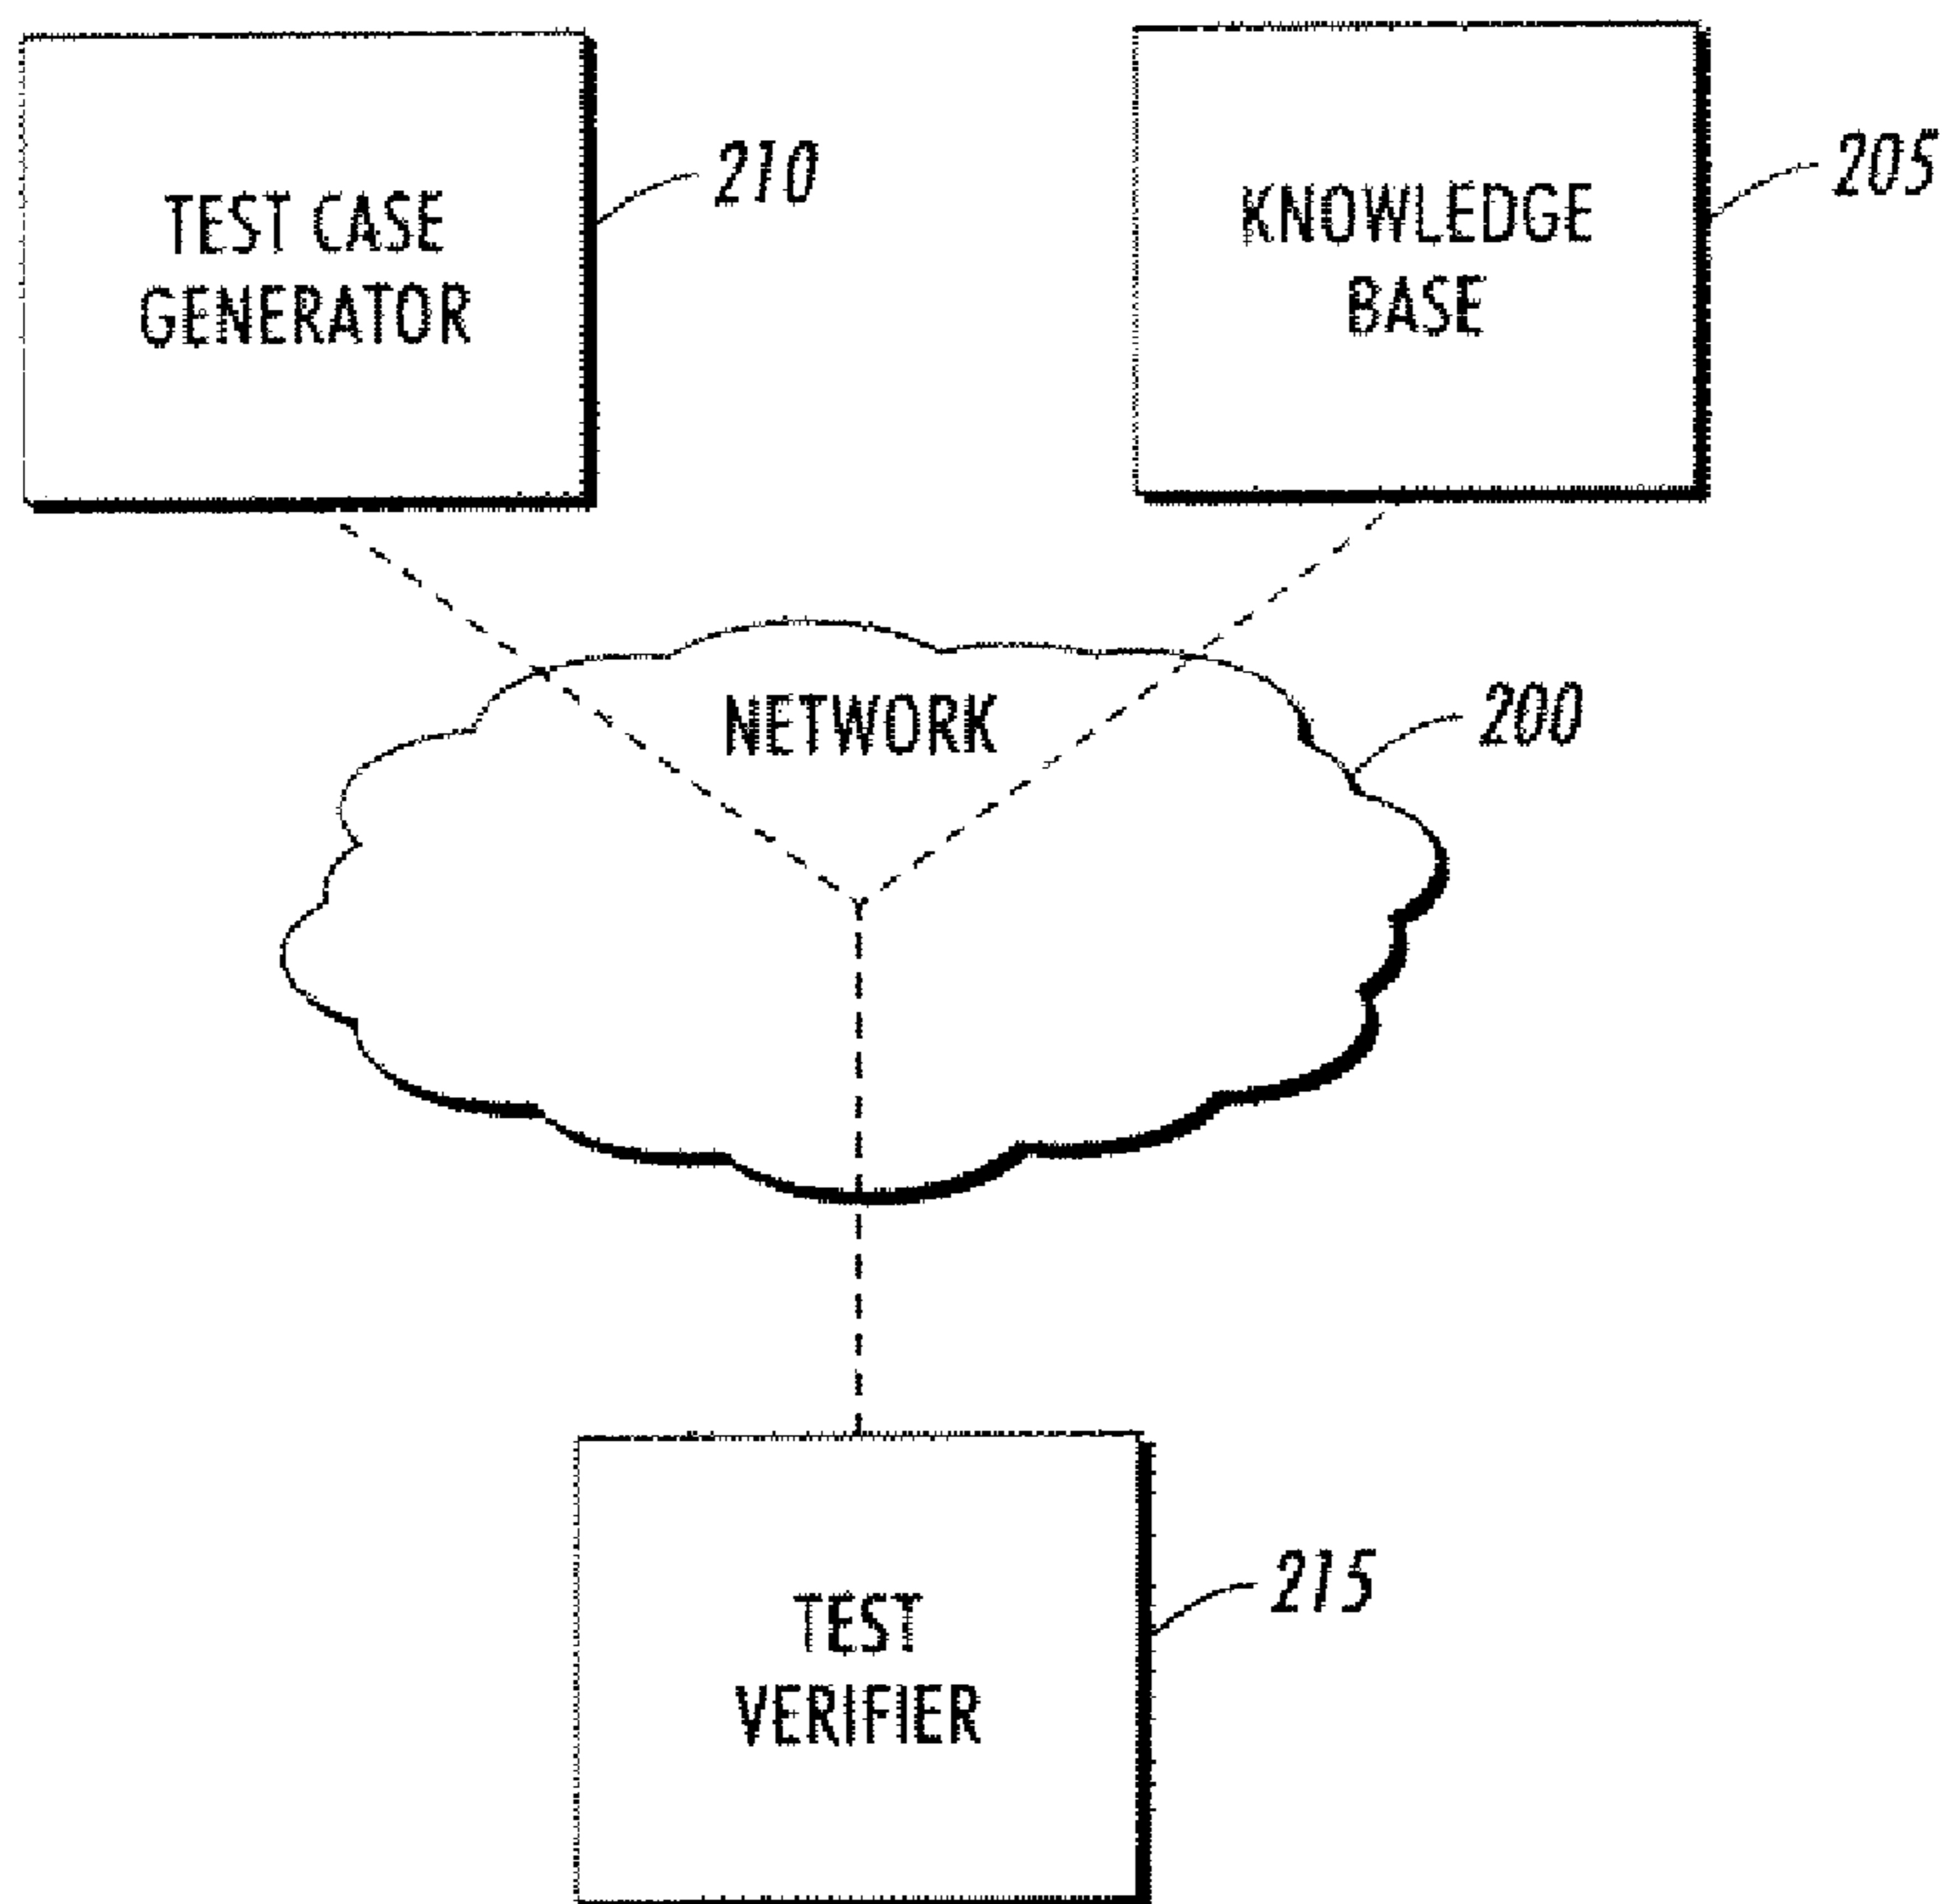 TEST CASE
GENERATOR
210
KNOWLEDGE
BASE
205
NETWORK
200
TEST
VERIFIER
215